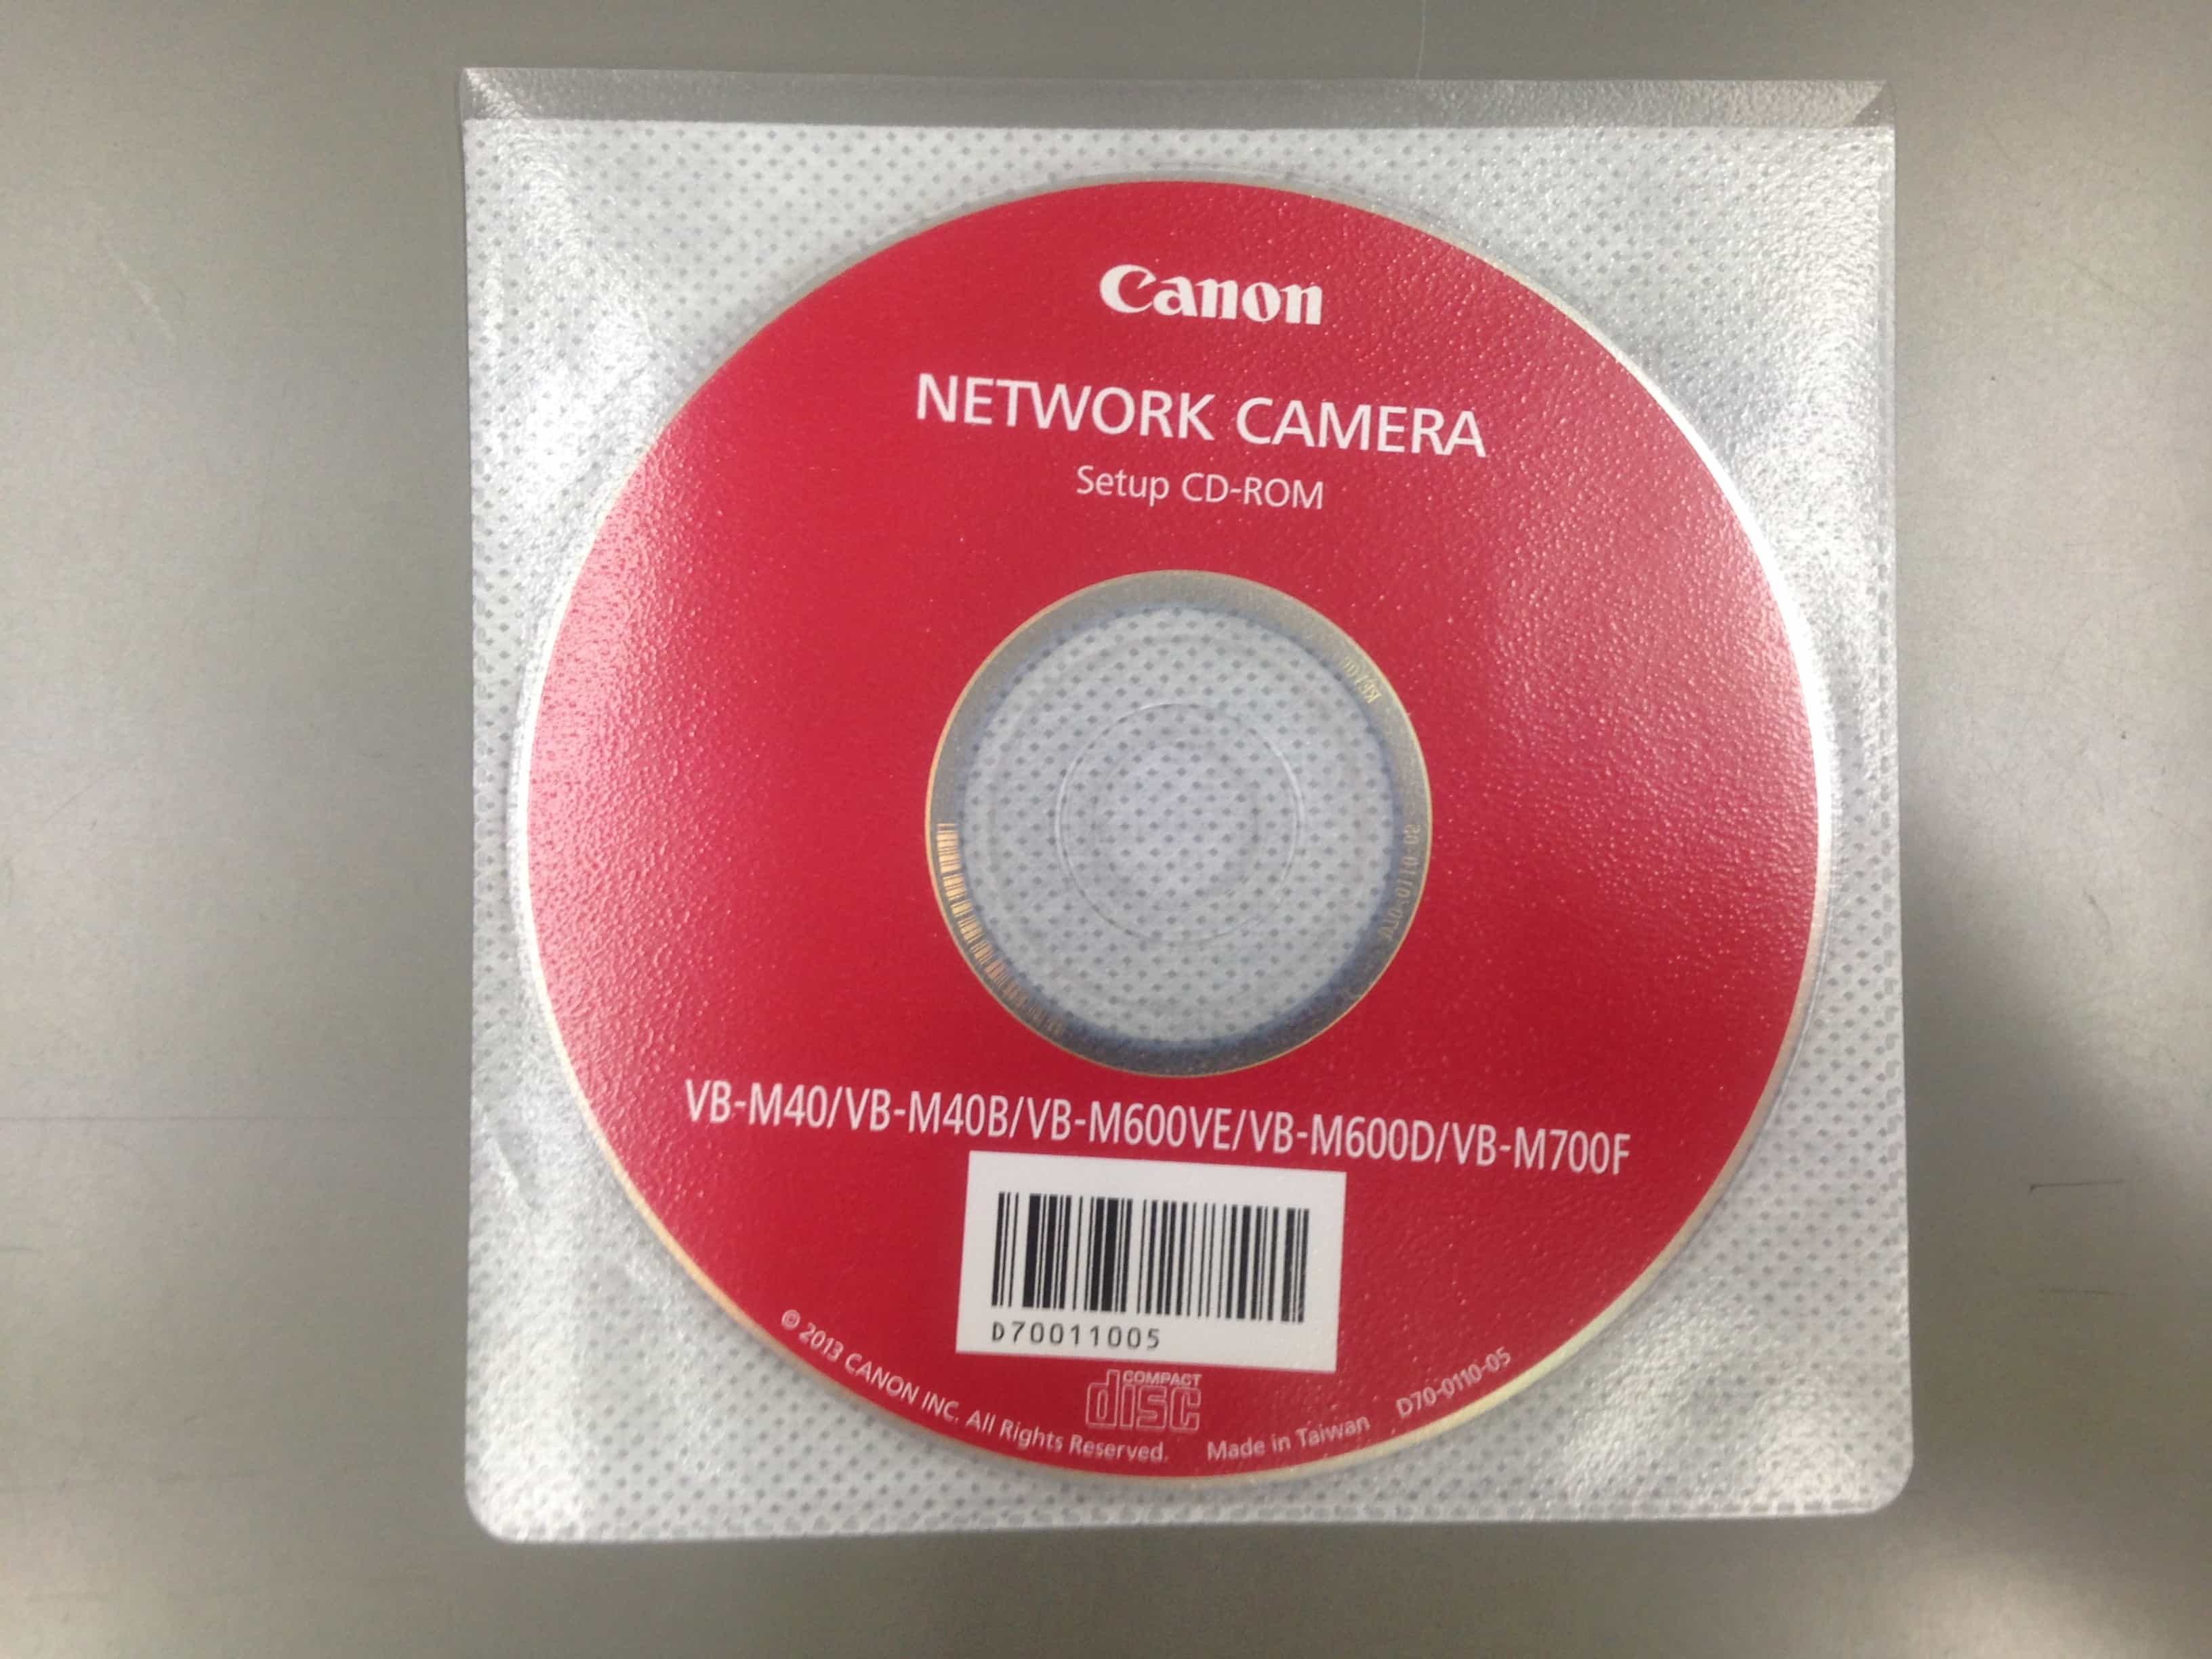 Canon
NETWORK CAMERA
Setup CD-ROM
VB-M40/VB-M40B/VB-M600VE/VB-M600D/VB-M700F
D70011005
COMPACT
disc
© 2013 CANON INC. All Rights Reserved. Made in Taiwan D70-0110-05